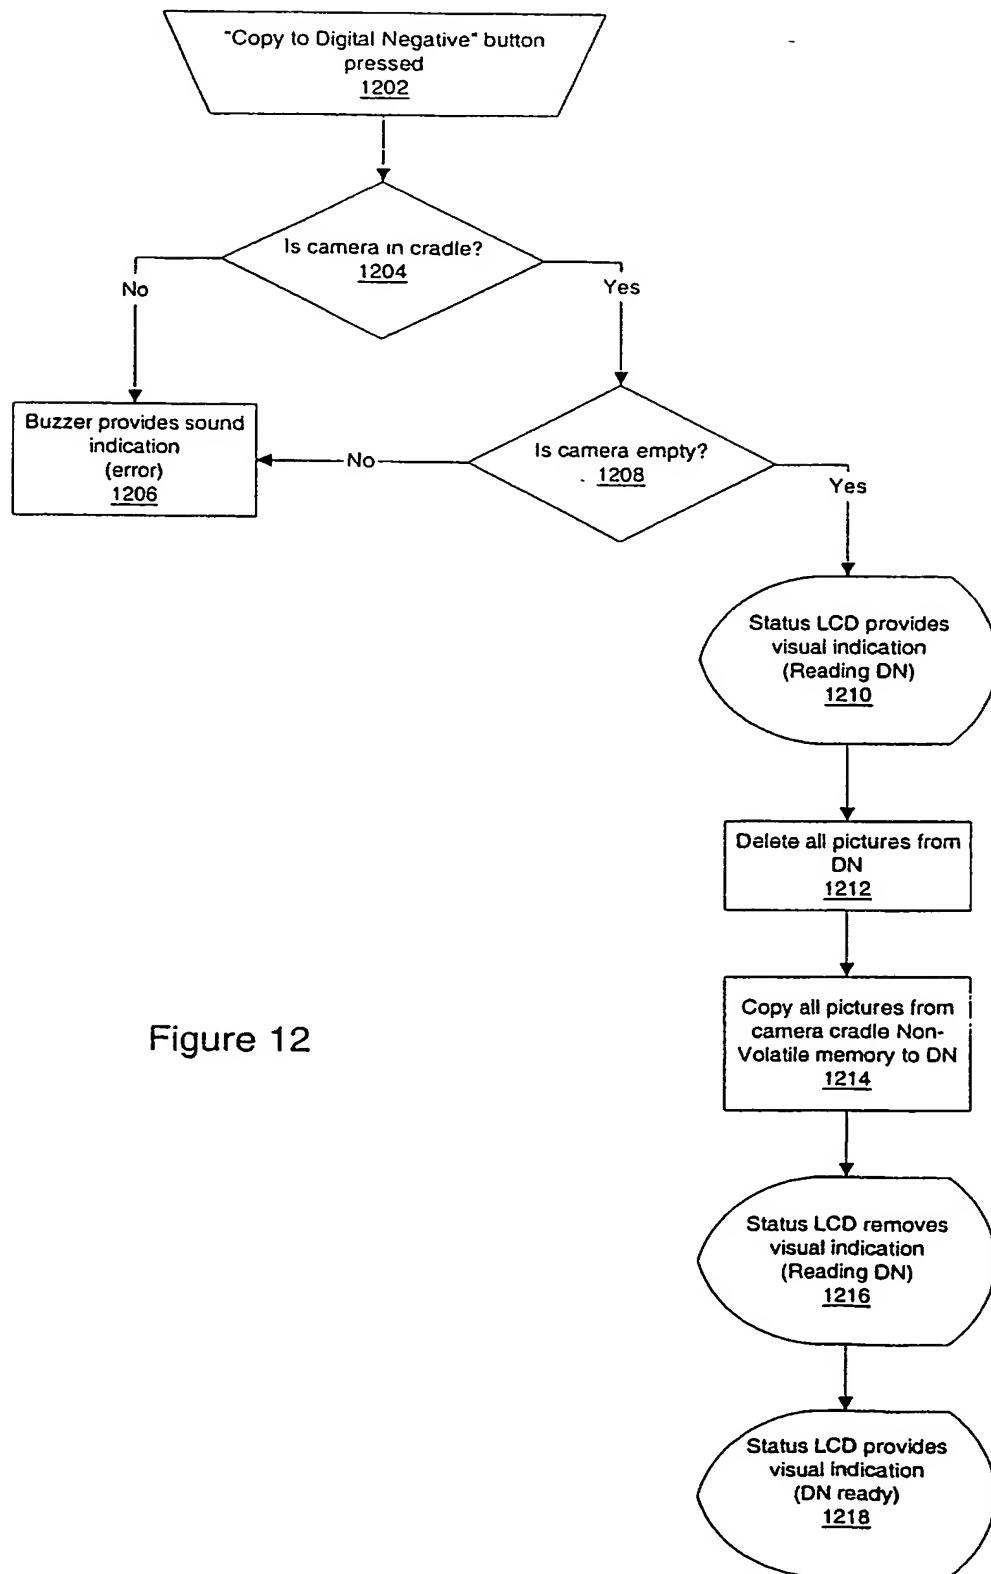 "Copy to Digital Negative" button
pressed
1202
Is camera in cradle?
1204
No
Yes
Buzzer provides sound
indication
(error)
1206
No
Is camera empty?
1208
Yes
Status LCD provides
visual indication
(Reading DN)
1210
Delete all pictures from
DN
1212
Copy all pictures from
camera cradle Non-
Volatile memory to DN
1214
Figure 12
Status LCD removes
visual indication
(Reading DN)
1216
Status LCD provides
visual indication
(DN ready)
1218